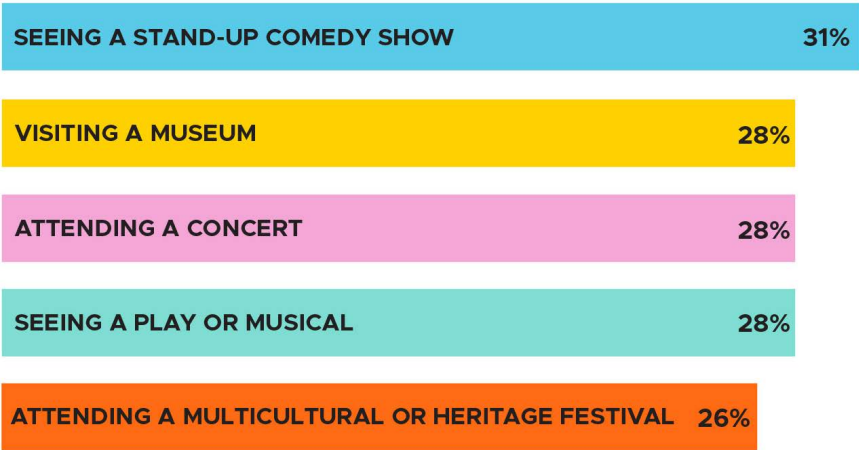 SEEING A STAND-UP COMEDY SHOW 31%
VISITING A MUSEUM 28%
ATTENDING A CONCERT 28%
SEEING A PLAY OR MUSICAL 28%
ATTENDING A MULTICULTURAL OR HERITAGE FESTIVAL 26%